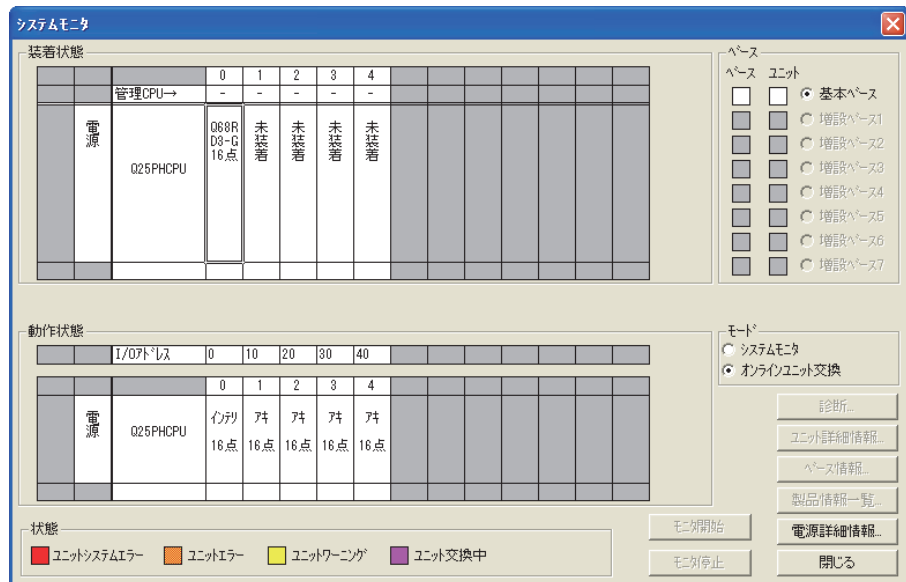 システムモニタ
装着状態
0 1 2 3 4
管理CPU→ - - - - -
電源 Q25PHCPU Q68RD3-G 16点 未装着 未装着 未装着 未装着
ベース
ベース ユニット
基本ベース
増設ベース1
増設ベース2
増設ベース3
増設ベース4
増設ベース5
増設ベース6
増設ベース7
動作状態
I/Oアドレス 0 10 20 30 40
0 1 2 3 4
電源 Q25PHCPU インテリ 16点 アキ 16点 アキ 16点 アキ 16点 アキ 16点
モード
システムモニタ
オンラインユニット交換
診断...
ユニット詳細情報...
ベース情報...
製品情報一覧...
電源詳細情報...
閉じる
モニタ開始
モニタ停止
状態
ユニットシステムエラー ユニットエラー ユニットワーニング ユニット交換中